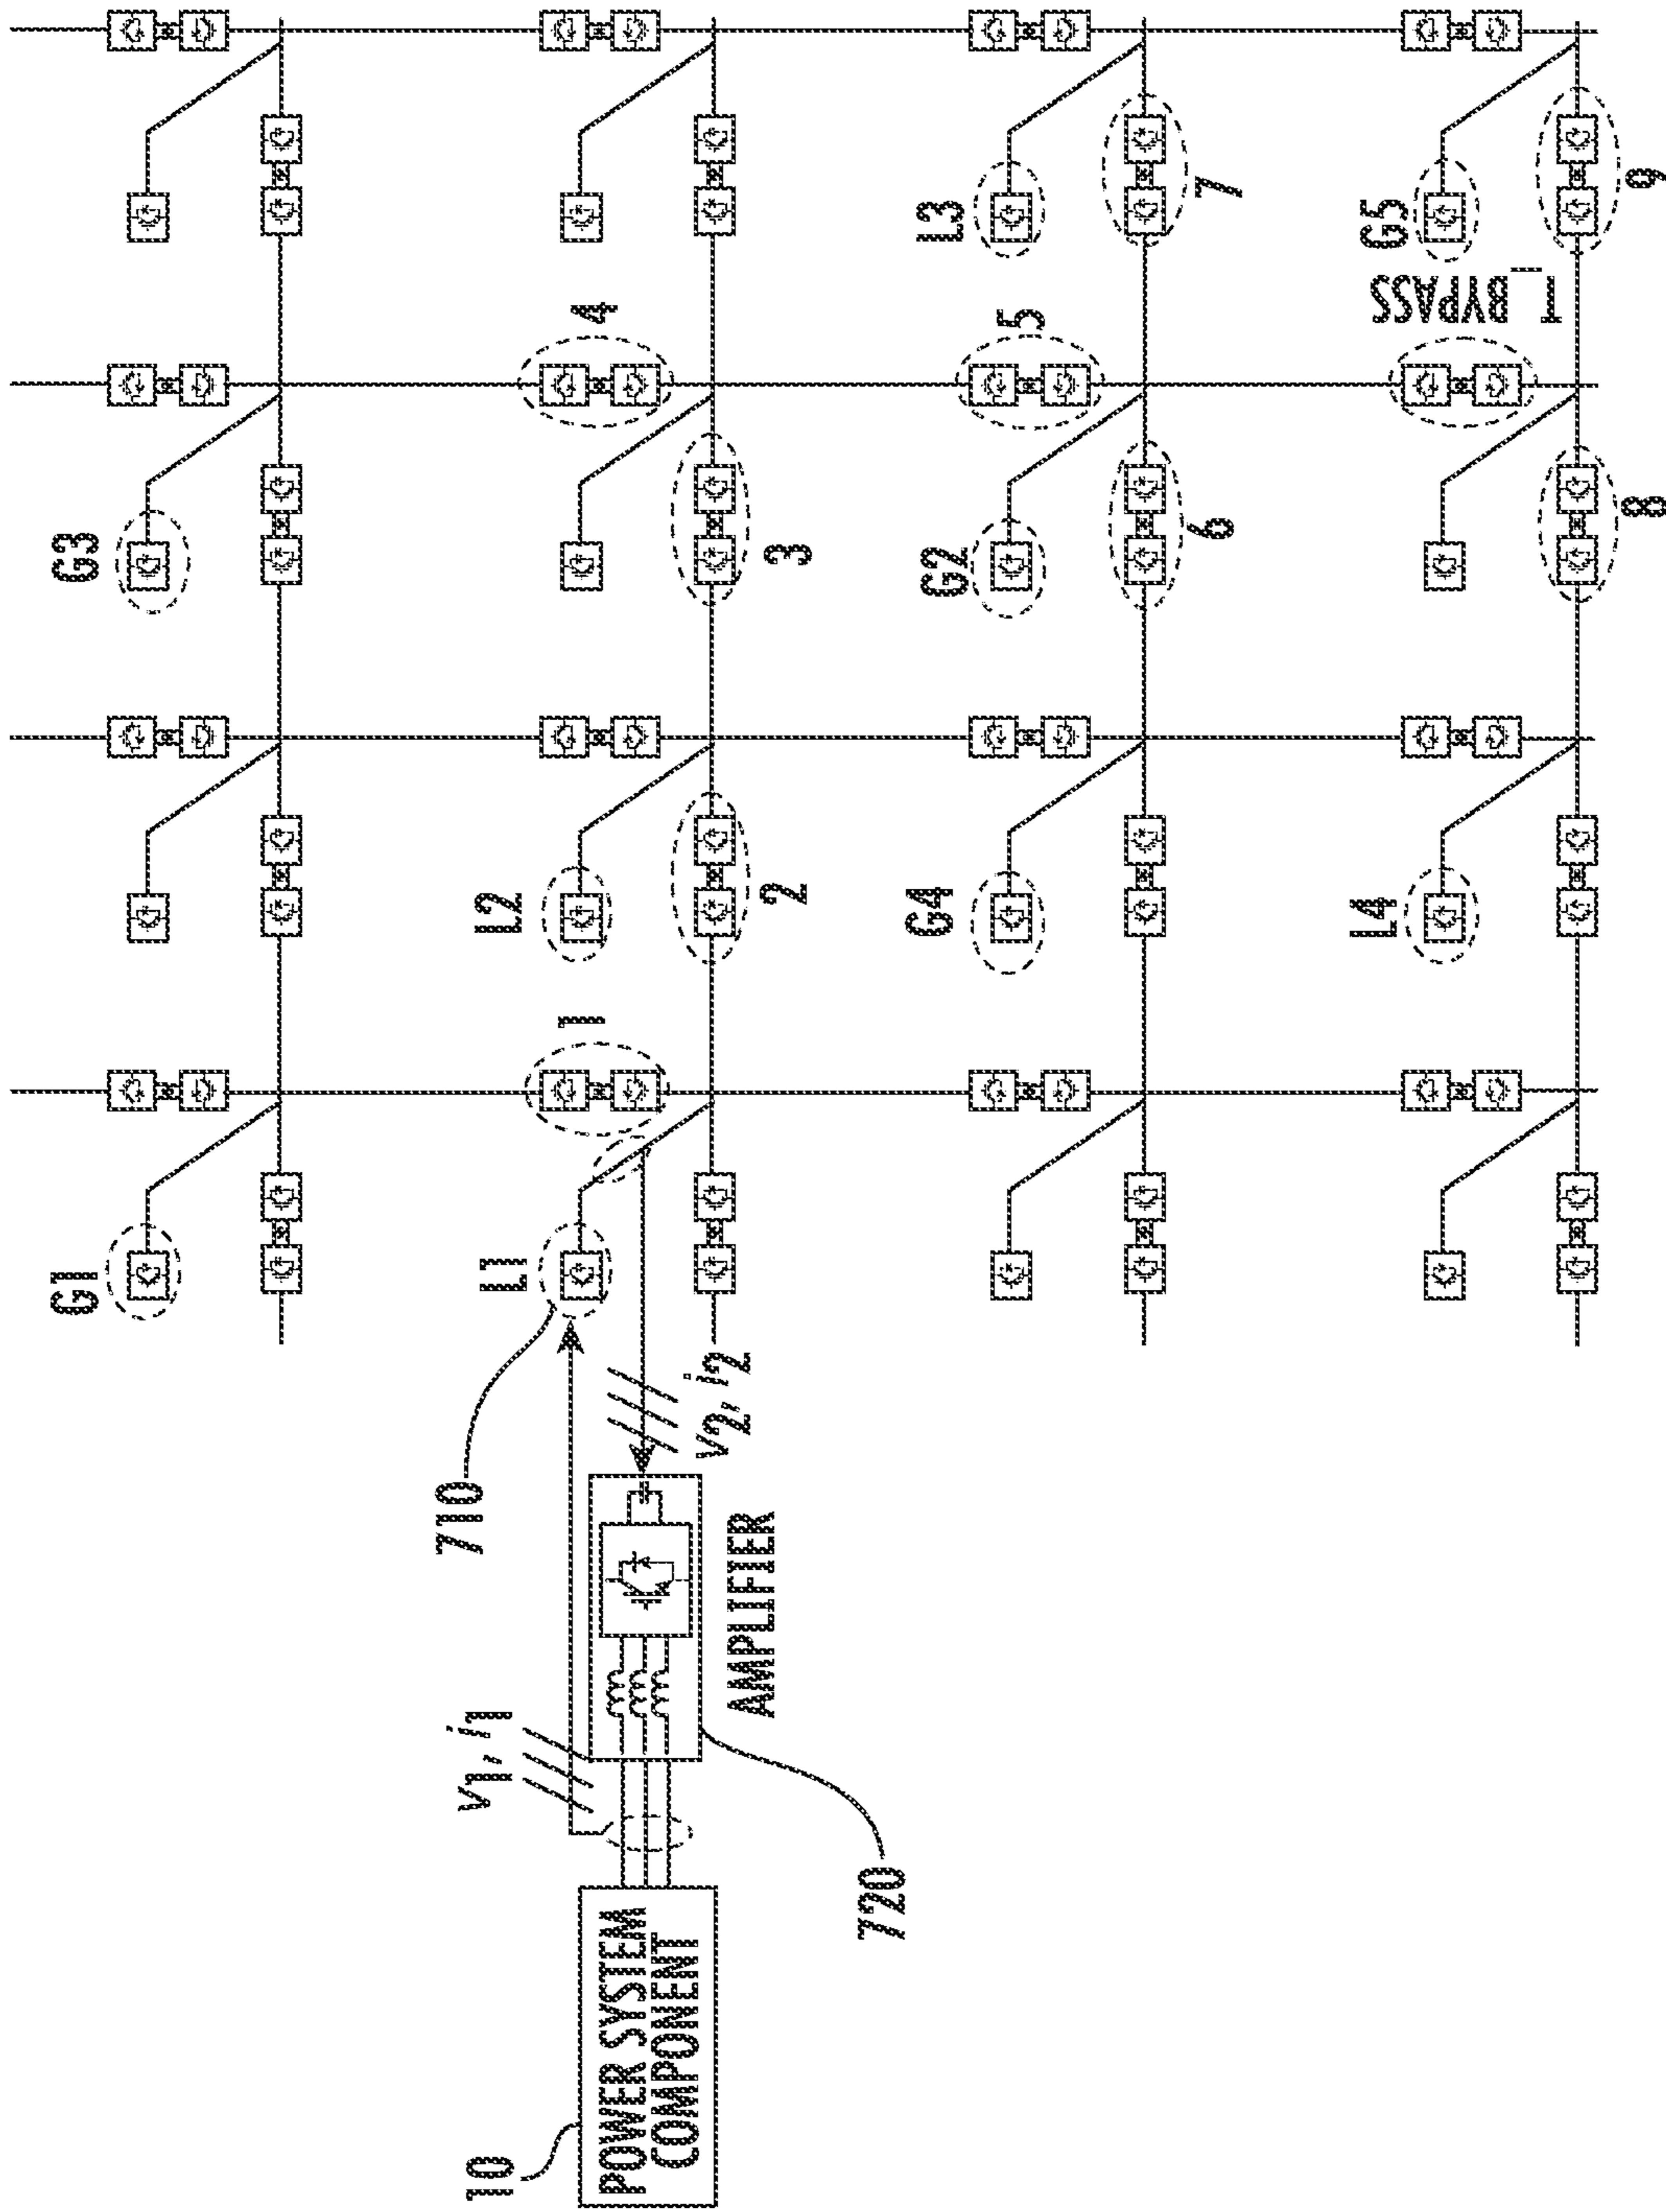 10
POWER SYSTEM
COMPONENT
v1, i1
720
AMPLIFIER
710
v2, i2
G1
L1
1
L2
2
G4
L4
G3
3
4
G2
5
6
8
T_BYPASS
L3
7
G5
9